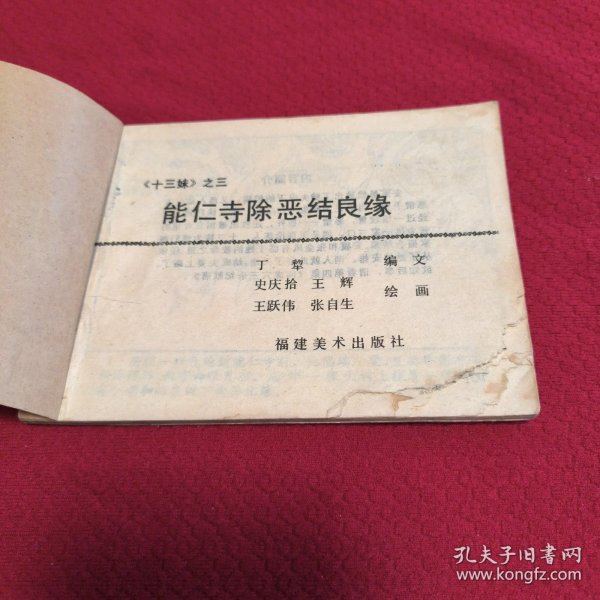 《十三妹》之三
能仁寺除恶结良缘
丁犁 编文
史庆拾 王辉
王跃伟 张自生 绘画
福建美术出版社
孔夫子旧书网
www.kongfz.com